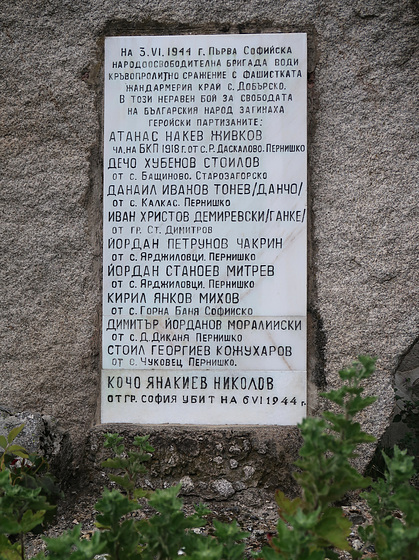 НА 3.VI.1944 Г. ПЪРВА СОФИЙСКА
НАРОДООСВОБОДИТЕЛНА БРИГАДА ВОДИ
КРЪВОПРОЛИТНО СРАЖЕНИЕ С ФАШИСТКАТА
ЖАНДАРМЕРИЯ КРАЙ С. ДОБЪРСКО.
В ТОЗИ НЕРАВЕН БОЙ ЗА СВОБОДАТА
НА БЪЛГАРСКИЯ НАРОД ЗАГИНАХА
ГЕРОЙСКИ ПАРТИЗАНИТЕ:
АТАНАС НАКЕВ ЖИВКОВ
ЧЛ. НА БКП 1918 Г. ОТ С. Р. ДАСКАЛОВО. ПЕРНИШКО
ДЕЧО ХУБЕНОВ СТОИЛОВ
ОТ С. БАЩИНОВО. СТАРОЗАГОРСКО
ДАНАИЛ ИВАНОВ ТОНЕВ/ДАНЧО/
ОТ С. КАЛКАС. ПЕРНИШКО
ИВАН ХРИСТОВ ДЕМИРЕВСКИ/ГАНКЕ/
ОТ ГР. СТ. ДИМИТРОВ
ЙОРДАН ПЕТРУНОВ ЧАКРИН
ОТ С. ЯРДЖИЛОВЦИ. ПЕРНИШКО
ЙОРДАН СТАНОЕВ МИТРЕВ
ОТ С. ЯРДЖИЛОВЦИ. ПЕРНИШКО
КИРИЛ ЯНКОВ МИХОВ
ОТ С. ГОРНА БАНЯ СОФИЙСКО
ДИМИТЪР ЙОРДАНОВ МОРАЛИЙСКИ
ОТ С. Д. ДИКАНЯ ПЕРНИШКО
СТОИЛ ГЕОРГИЕВ КОЖУХАРОВ
ОТ С. ЧУКОВЕЦ. ПЕРНИШКО.
КОЧО ЯНАКИЕВ НИКОЛОВ
ОТ ГР. СОФИЯ УБИТ НА 6 VI 1944 Г.